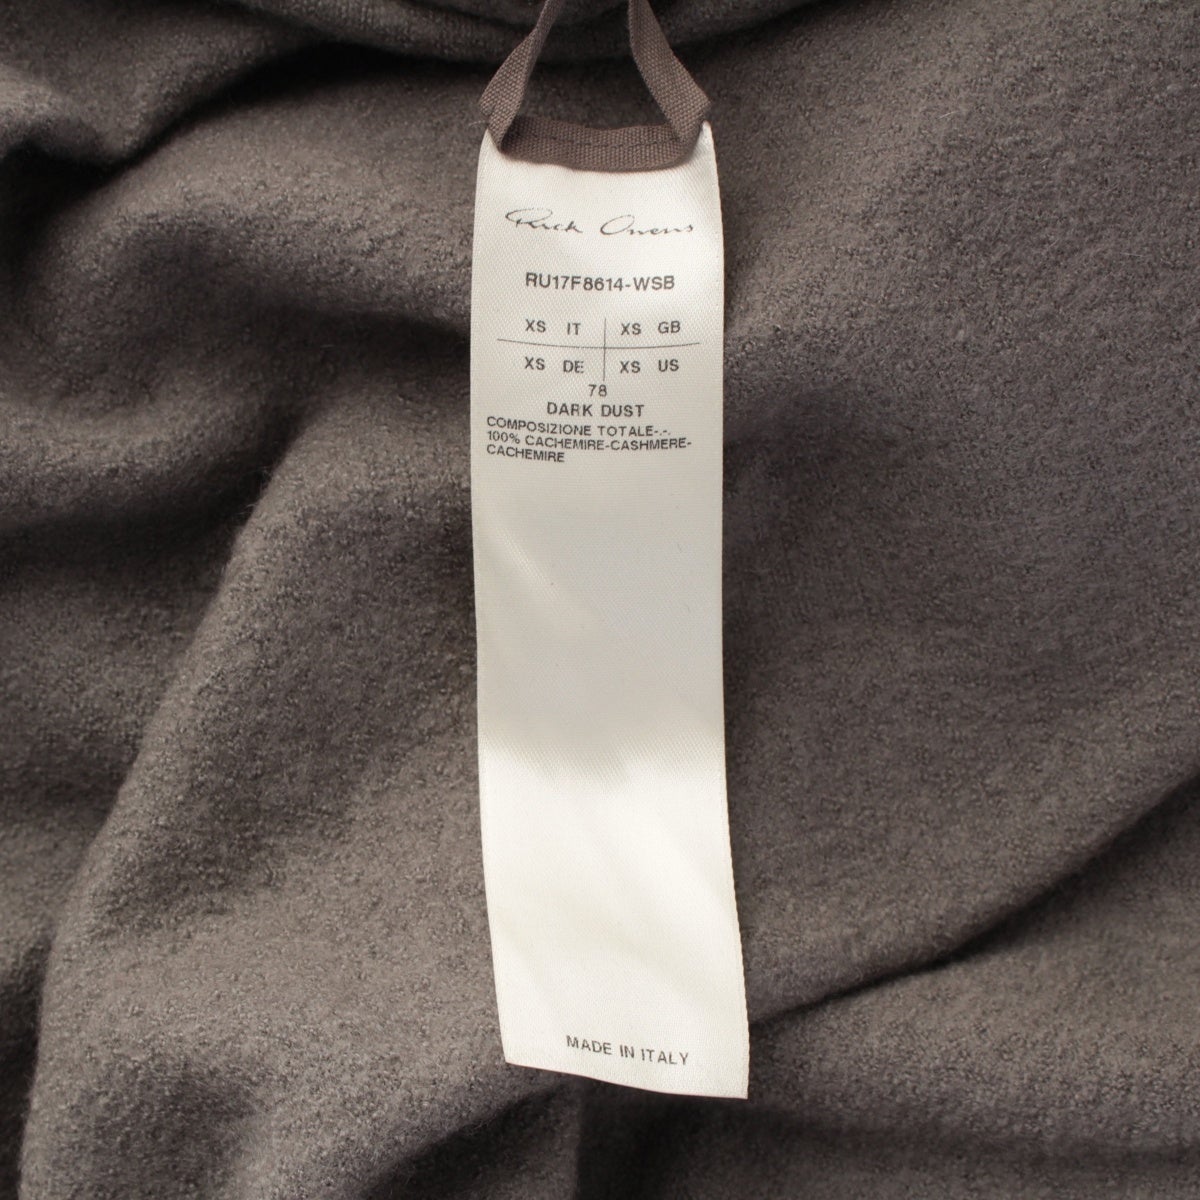 Rick Owens
RU17F8614-WSB
XS IT XS GB
XS DE XS US
78
DARK DUST
COMPOSIZIONE TOTALE-.-.
100% CACHEMIRE-CASHMERE-
CACHEMIRE
MADE IN ITALY